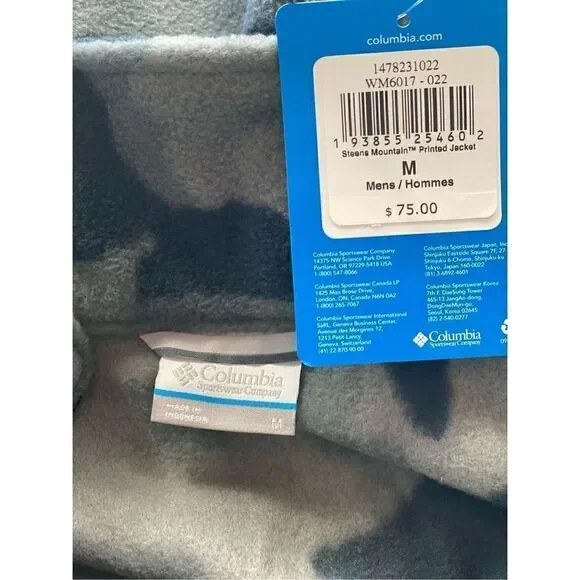 columbia.com
1478231022
WM6017 - 022
1 93855 25460 2
Steens Mountain™ Printed Jacket
M
Mens / Hommes
$ 75.00
Columbia Sportswear Company
14375 NW Science Park Drive
Portland, OR 97229-5418 USA
1 (800) 547-8066
Columbia Sportswear Canada LP
1425 Max Brose Drive,
London, ON, Canada N6N 0A2
1 (800) 265-7067
Columbia Sportswear International
SàRL, Geneva Business Center,
Avenue des Morgines 12,
1213 Petit-Lancy,
Geneva, Switzerland
(41) 22-870-90-00
Columbia Sportswear Japan, Inc
Shinjuku Eastside Square 7F, 27
Shinjuku 6-Chome, Shinjuku-ku
Tokyo, Japan 160-0022
(81) 3-6892-4601
Columbia Sportswear Korea
7th F. DaeSung Tower
465-13 JangAn-dong,
DongDaeMun-gu,
Seoul, Korea 02645
(82) 2-540-0277
Columbia
Sportswear Company
09
Columbia
Sportswear Company
MADE IN
INDONESIA
M